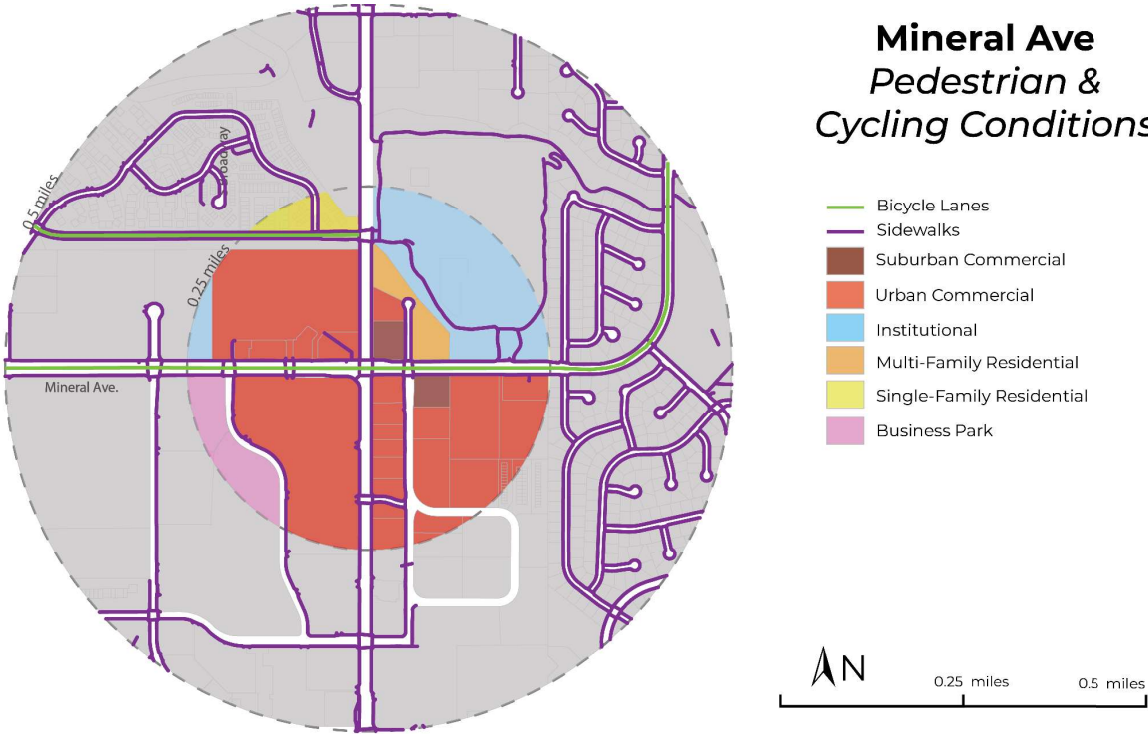 Mineral Ave
Pedestrian &
Cycling Conditions
Bicycle Lanes
Sidewalks
Suburban Commercial
Urban Commercial
Institutional
Multi-Family Residential
Single-Family Residential
Business Park
0.5 miles
Broadway
0.25 miles
Mineral Ave.
N
0.25 miles
0.5 miles